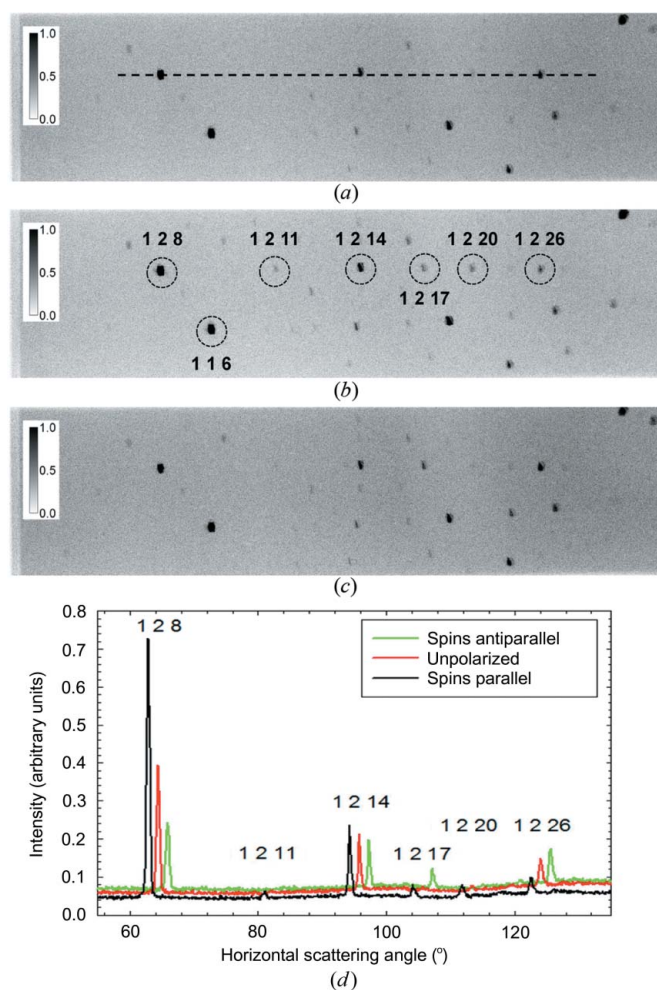 1.0
0.5
0.0
(a)
1.0
0.5
0.0
1 2 8
1 2 11
1 2 14
1 2 20
1 2 26
1 2 17
1 1 6
(b)
1.0
0.5
0.0
(c)
0.8
0.7
0.6
0.5
0.4
0.3
0.2
0.1
0.0
Intensity (arbitrary units)
1 2 8
1 2 11
1 2 14
1 2 17
1 2 20
1 2 26
Spins antiparallel
Unpolarized
Spins parallel
60
80
100
120
Horizontal scattering angle (º)
(d)